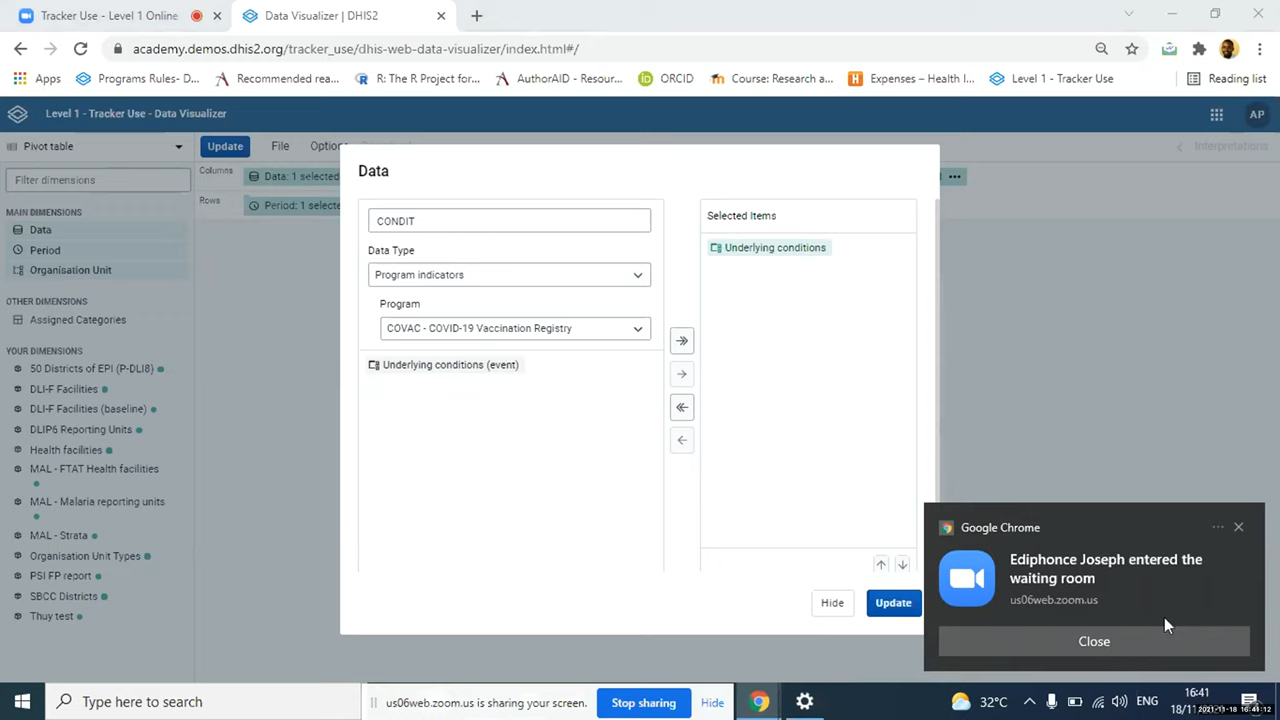 Tracker Use - Level 1 Online
Data Visualizer | DHIS2
academy.demos.dhis2.org/tracker_use/dhis-web-data-visualizer/index.html#/
Apps
Programs Rules- D...
Recommended rea...
R: The R Project for...
AuthorAID - Resour...
ORCID
Course: Research a...
Expenses – Health I...
Level 1 - Tracker Use
Reading list
Level 1 - Tracker Use - Data Visualizer
AP
Pivot table
Update
File
Interpretations
Filter dimensions
Columns
Data: 1 selected
Rows
MAIN DIMENSIONS
Data
Period
Organisation Unit
OTHER DIMENSIONS
Assigned Categories
YOUR DIMENSIONS
50 Districts of EPI (P-DLI8)
DLI-F Facilities
DLI-F Facilities (baseline)
DLIP6 Reporting Units
Health facilities
MAL - FTAT Health facilities
MAL - Malaria reporting units
MAL - Strata
Organisation Unit Types
PSI FP report
SBCC Districts
Thuy test
Data
CONDIT
Data Type
Program indicators
Program
COVAC - COVID-19 Vaccination Registry
Underlying conditions (event)
Selected Items
Underlying conditions
Hide
Update
Google Chrome
Ediphonce Joseph entered the
waiting room
us06web.zoom.us
Close
Type here to search
us06web.zoom.us is sharing your screen.
Stop sharing
Hide
32°C
ENG
16:41
2021-11-18 16:41:12